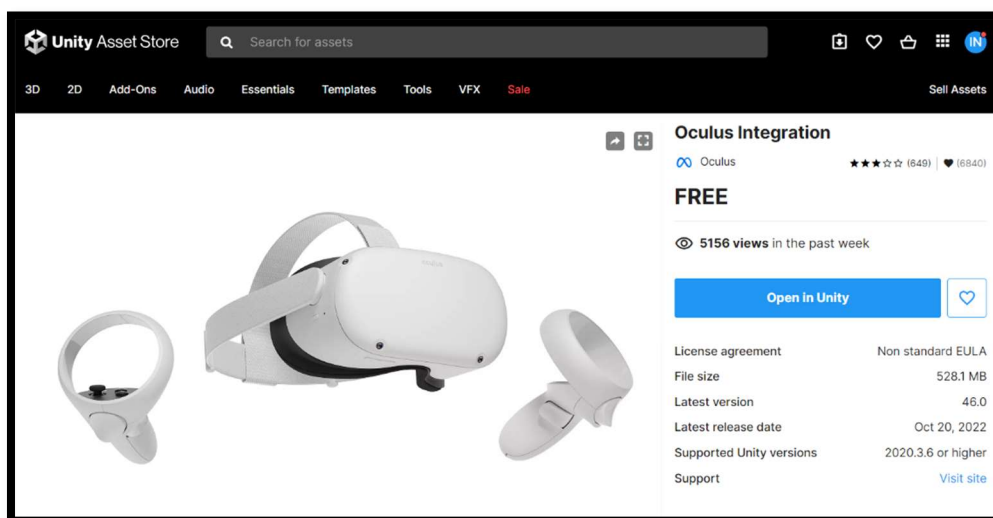 Unity Asset Store
Search for assets
IN
3D 2D Add-Ons Audio Essentials Templates Tools VFX Sale Sell Assets
Oculus Integration
Oculus ★★★☆☆ (649) | ♥ (6840)
FREE
5156 views in the past week
Open in Unity
License agreement Non standard EULA
File size 528.1 MB
Latest version 46.0
Latest release date Oct 20, 2022
Supported Unity versions 2020.3.6 or higher
Support Visit site